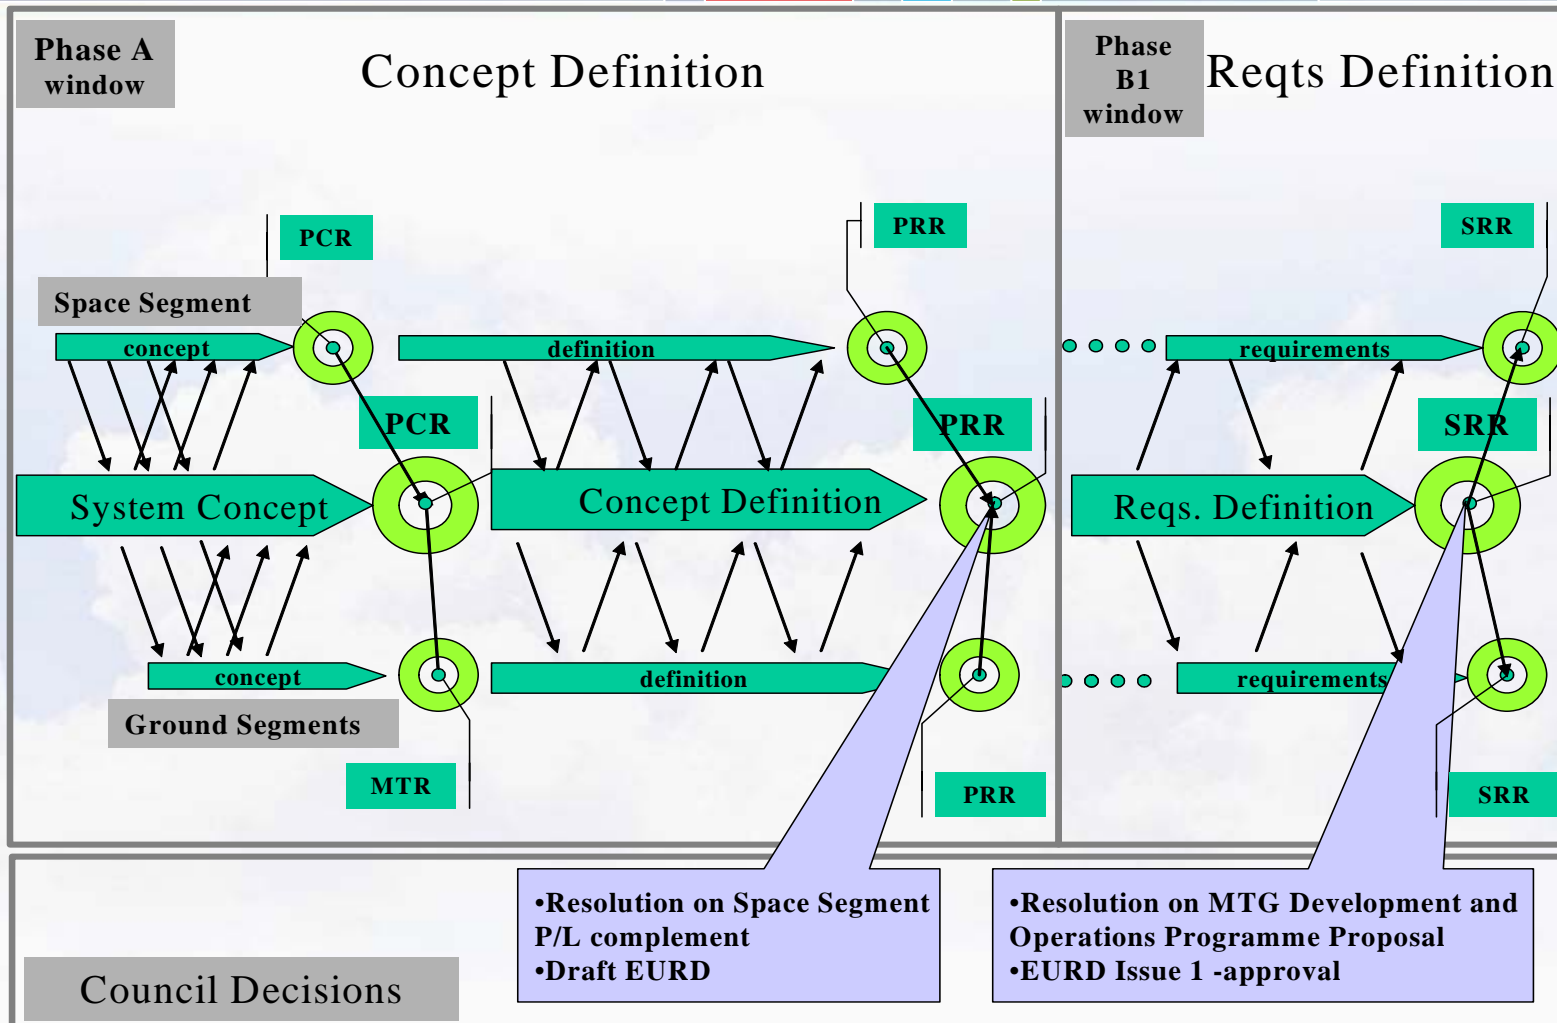 Phase A
window
Concept Definition
Phase
B1
window
Reqts Definition
PCR
PRR
SRR
Space Segment
concept
definition
requirements
PCR
PRR
SRR
System Concept
Concept Definition
Reqs. Definition
concept
definition
requirements
Ground Segments
MTR
PRR
SRR
•Resolution on Space Segment
P/L complement
•Draft EURD
•Resolution on MTG Development and
Operations Programme Proposal
•EURD Issue 1 -approval
Council Decisions